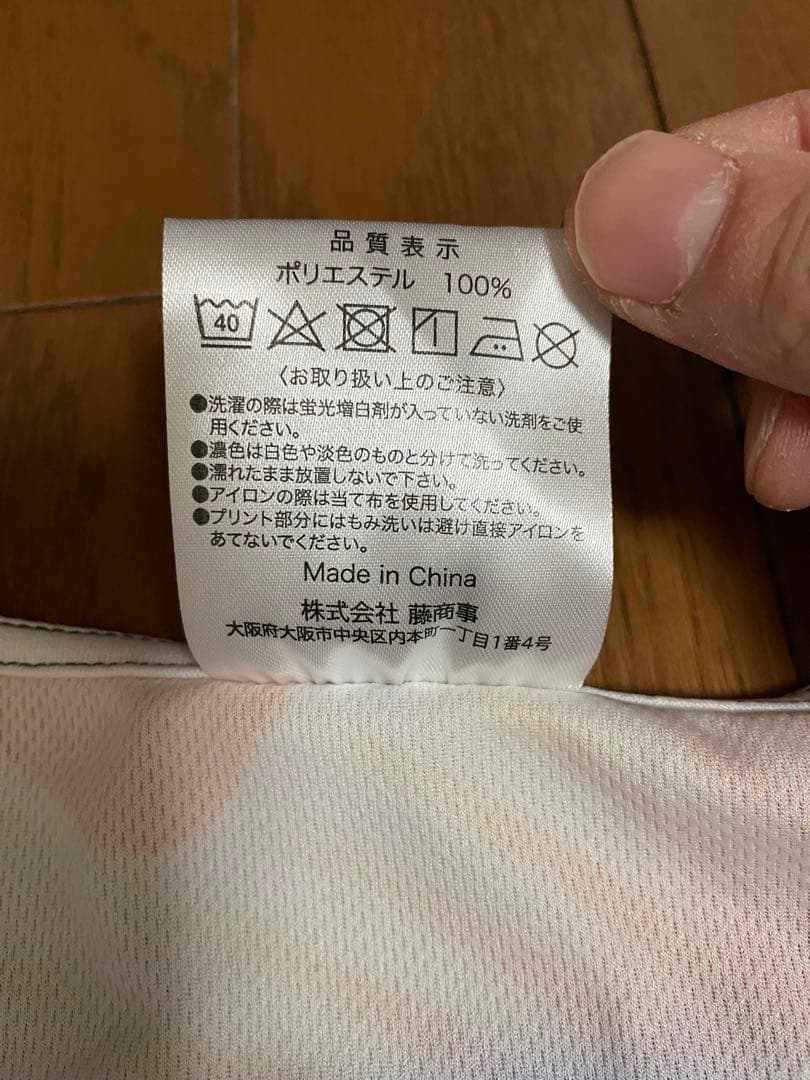 品質表示
ポリエステル 100%
40
〈お取り扱い上のご注意〉
●洗濯の際は蛍光増白剤が入っていない洗剤をご使
用ください。
●濃色は白色や淡色のものと分けて洗ってください。
●濡れたまま放置しないで下さい。
●アイロンの際は当て布を使用してください。
●プリント部分にはもみ洗いは避け直接アイロンを
あてないでください。
Made in China
株式会社 藤商事
大阪府大阪市中央区内本町一丁目1番4号